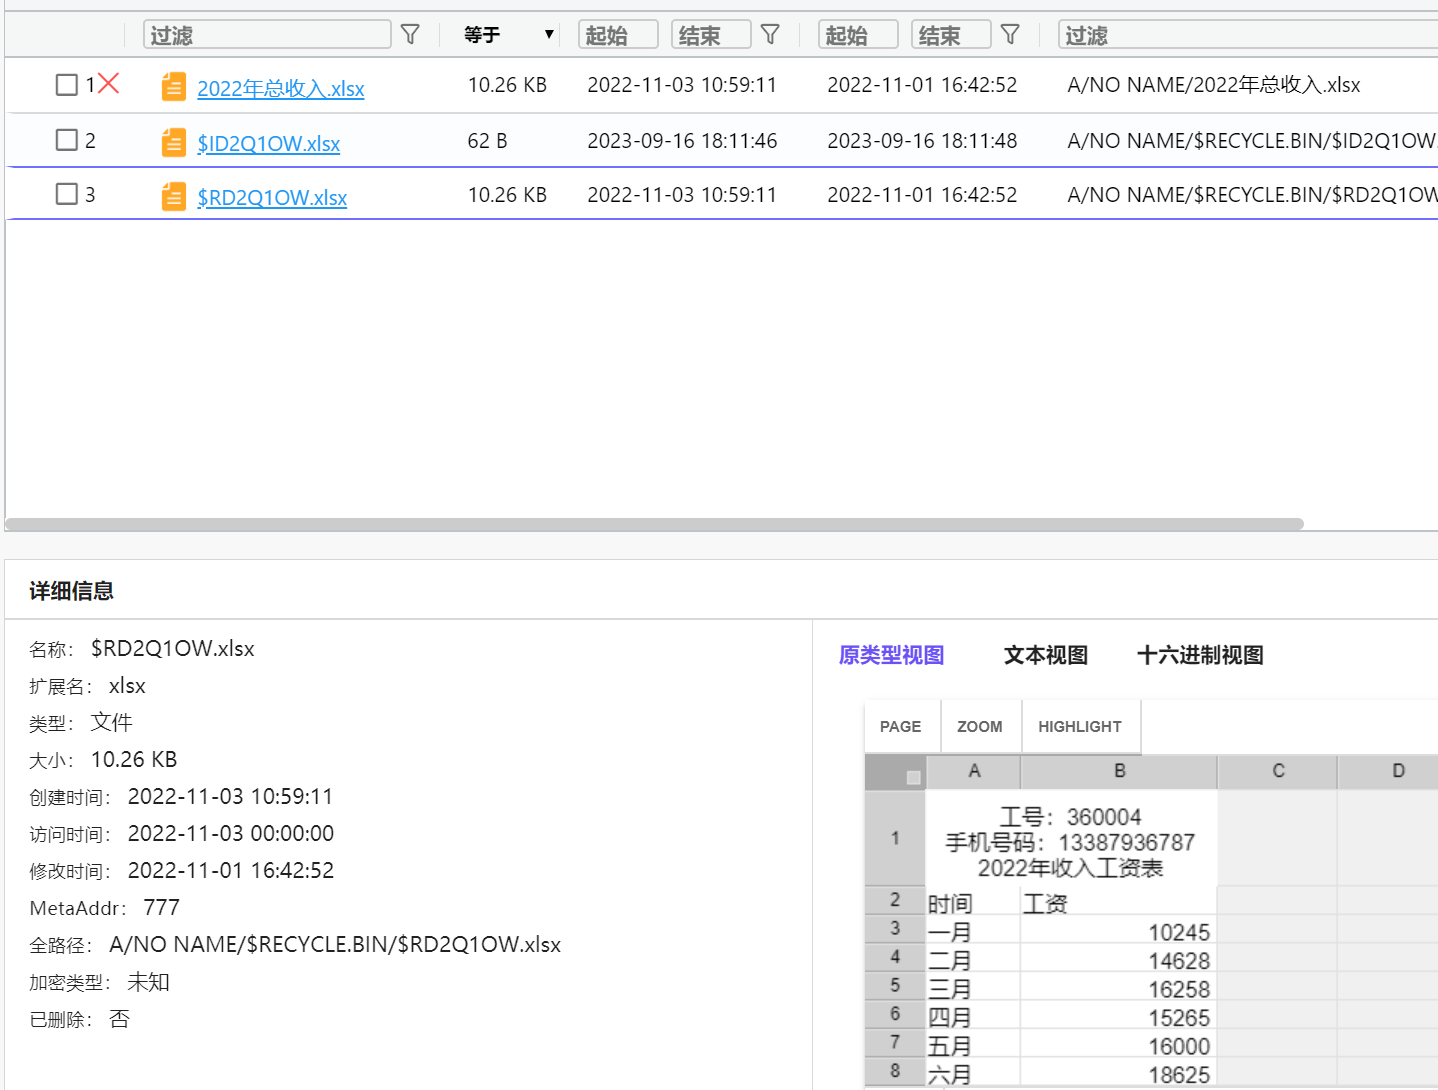 过滤 等于 ▼ 起始 结束 起始 结束 过滤
1 2022年总收入.xlsx 10.26 KB 2022-11-03 10:59:11 2022-11-01 16:42:52 A/NO NAME/2022年总收入.xlsx
2 $ID2Q1OW.xlsx 62 B 2023-09-16 18:11:46 2023-09-16 18:11:48 A/NO NAME/$RECYCLE.BIN/$ID2Q1OW.
3 $RD2Q1OW.xlsx 10.26 KB 2022-11-03 10:59:11 2022-11-01 16:42:52 A/NO NAME/$RECYCLE.BIN/$RD2Q1OW
详细信息
名称： $RD2Q1OW.xlsx
扩展名： xlsx
类型： 文件
大小： 10.26 KB
创建时间： 2022-11-03 10:59:11
访问时间： 2022-11-03 00:00:00
修改时间： 2022-11-01 16:42:52
MetaAddr： 777
全路径： A/NO NAME/$RECYCLE.BIN/$RD2Q1OW.xlsx
加密类型： 未知
已删除： 否
原类型视图 文本视图 十六进制视图
PAGE ZOOM HIGHLIGHT
A B C D
1 工号：360004
手机号码：13387936787
2022年收入工资表
2 时间 工资
3 一月 10245
4 二月 14628
5 三月 16258
6 四月 15265
7 五月 16000
8 六月 18625